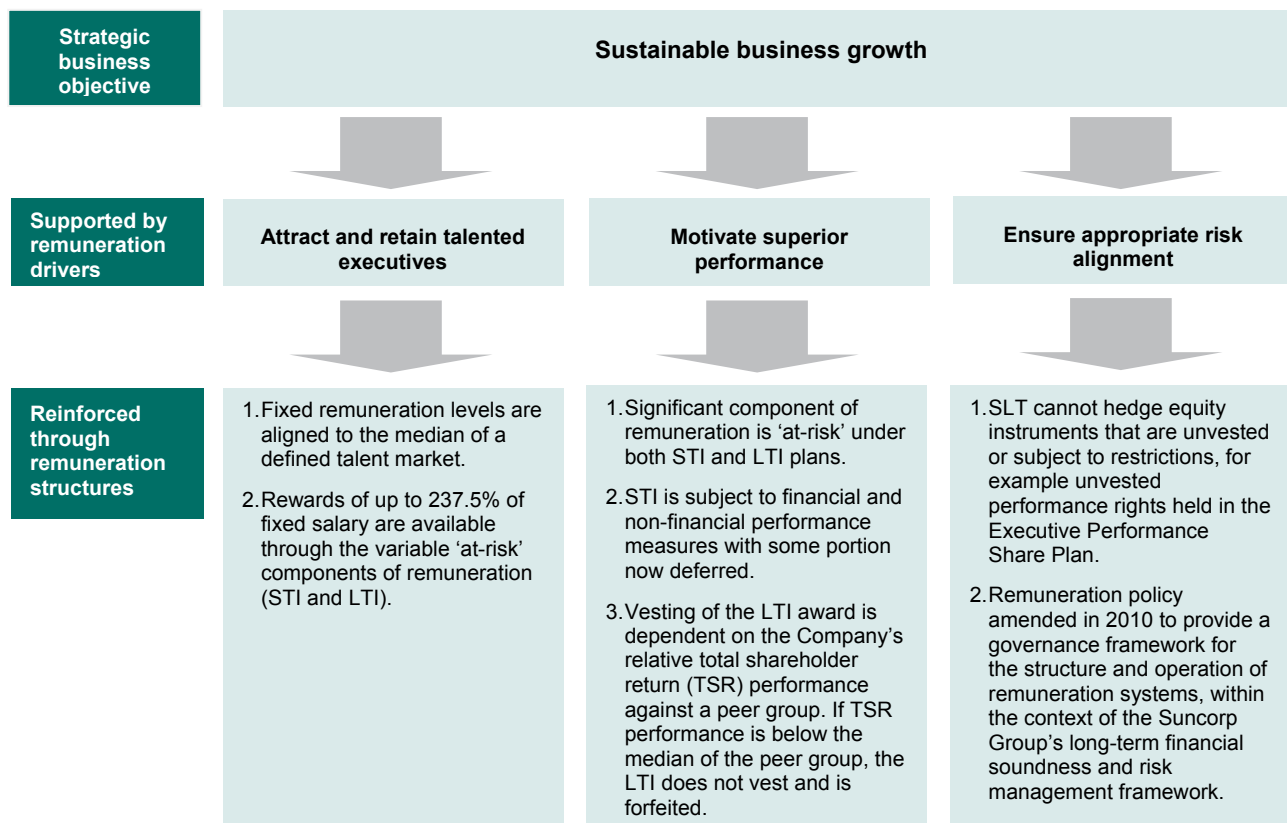 Strategic
business
objective
Sustainable business growth
Supported by
remuneration
drivers
Attract and retain talented
executives
Motivate superior
performance
Ensure appropriate risk
alignment
Reinforced
through
remuneration
structures
1.Fixed remuneration levels are
aligned to the median of a
defined talent market.
2.Rewards of up to 237.5% of
fixed salary are available
through the variable ‘at-risk’
components of remuneration
(STI and LTI).
1.Significant component of
remuneration is ‘at-risk’ under
both STI and LTI plans.
2.STI is subject to financial and
non-financial performance
measures with some portion
now deferred.
3.Vesting of the LTI award is
dependent on the Company’s
relative total shareholder
return (TSR) performance
against a peer group. If TSR
performance is below the
median of the peer group, the
LTI does not vest and is
forfeited.
1.SLT cannot hedge equity
instruments that are unvested
or subject to restrictions, for
example unvested
performance rights held in the
Executive Performance
Share Plan.
2.Remuneration policy
amended in 2010 to provide a
governance framework for
the structure and operation of
remuneration systems, within
the context of the Suncorp
Group’s long-term financial
soundness and risk
management framework.